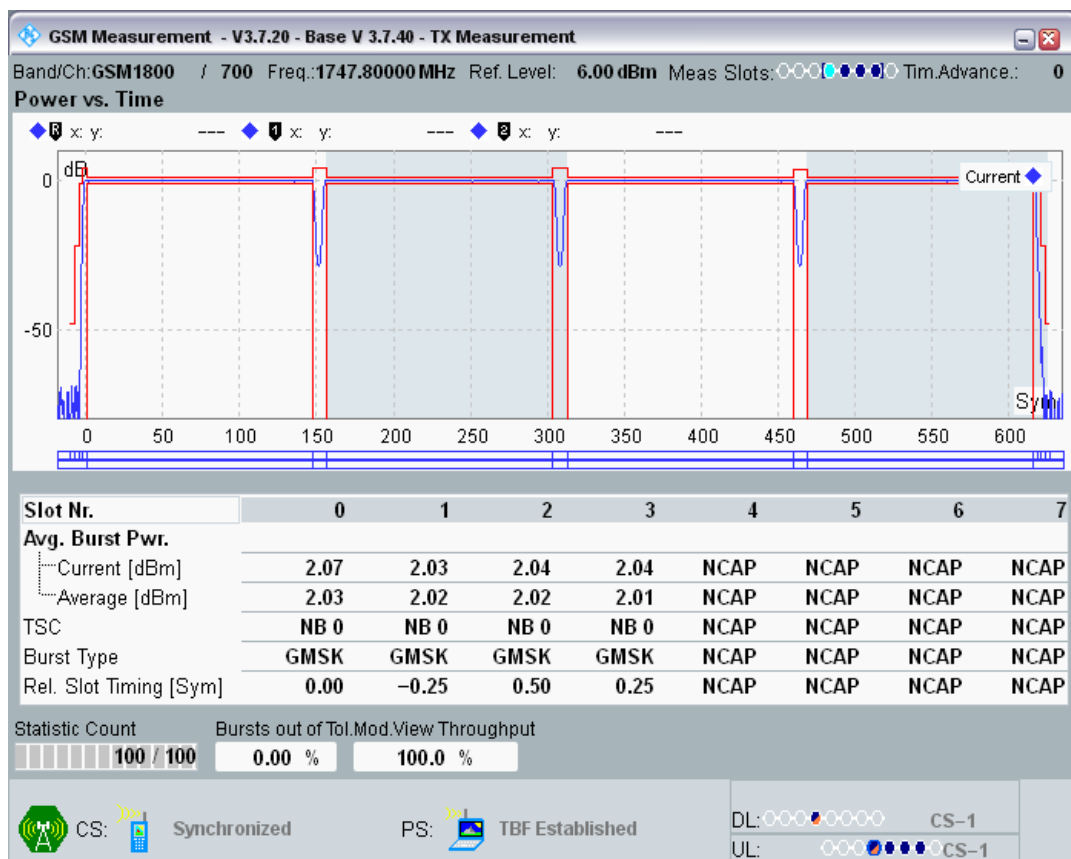 GSM Measurement - V3.7.20 - Base V 3.7.40 - TX Measurement
Band/Ch:GSM1800 / 700 Freq.:1747.80000 MHz Ref. Level: 6.00 dBm Meas Slots: Tim.Advance.: 0
Power vs. Time
R x: y: --- 1 x: y: --- 2 x: y: ---
dB
Current
0
-50
Sym
0 50 100 150 200 250 300 350 400 450 500 550 600
Slot Nr. 0 1 2 3 4 5 6 7
Avg. Burst Pwr.
Current [dBm] 2.07 2.03 2.04 2.04 NCAP NCAP NCAP NCAP
Average [dBm] 2.03 2.02 2.02 2.01 NCAP NCAP NCAP NCAP
TSC NB 0 NB 0 NB 0 NB 0 NCAP NCAP NCAP NCAP
Burst Type GMSK GMSK GMSK GMSK NCAP NCAP NCAP NCAP
Rel. Slot Timing [Sym] 0.00 −0.25 0.50 0.25 NCAP NCAP NCAP NCAP
Statistic Count Bursts out of Tol. Mod.View Throughput
100 / 100 0.00 % 100.0 %
CS: Synchronized PS: TBF Established DL: CS−1
UL: CS−1